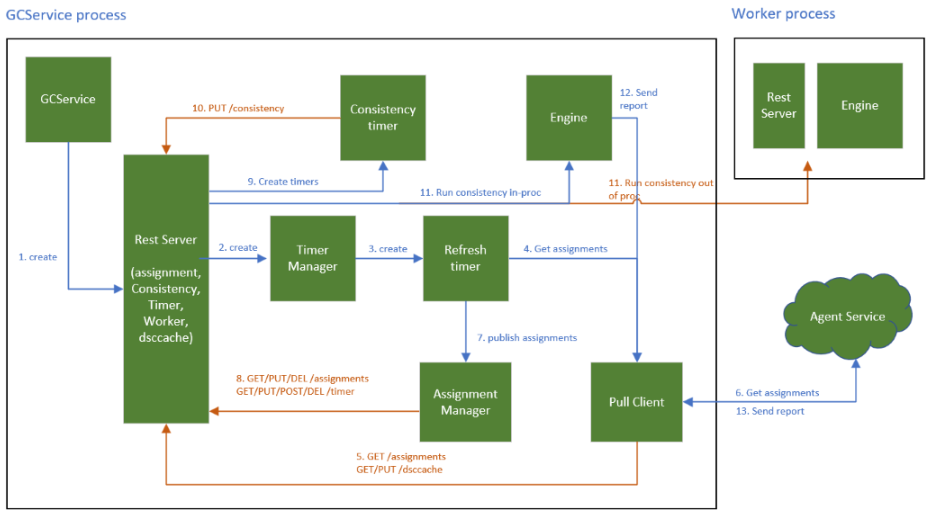 GCService process
Worker process
GCService
10. PUT /consistency
Consistency
timer
Engine
12. Send
report
Rest
Server
Engine
9. Create timers
11. Run consistency in-proc
11. Run consistency out
of proc
Rest Server
(assignment,
Consistency,
Timer,
Worker,
dsccache)
1. create
2. create
Timer
Manager
3. create
Refresh
timer
4. Get assignments
Agent Service
7. publish assignments
8. GET/PUT/DEL /assignments
GET/PUT/POST/DEL /timer
Assignment
Manager
Pull Client
6. Get assignments
13. Send report
5. GET /assignments
GET/PUT /dsccache